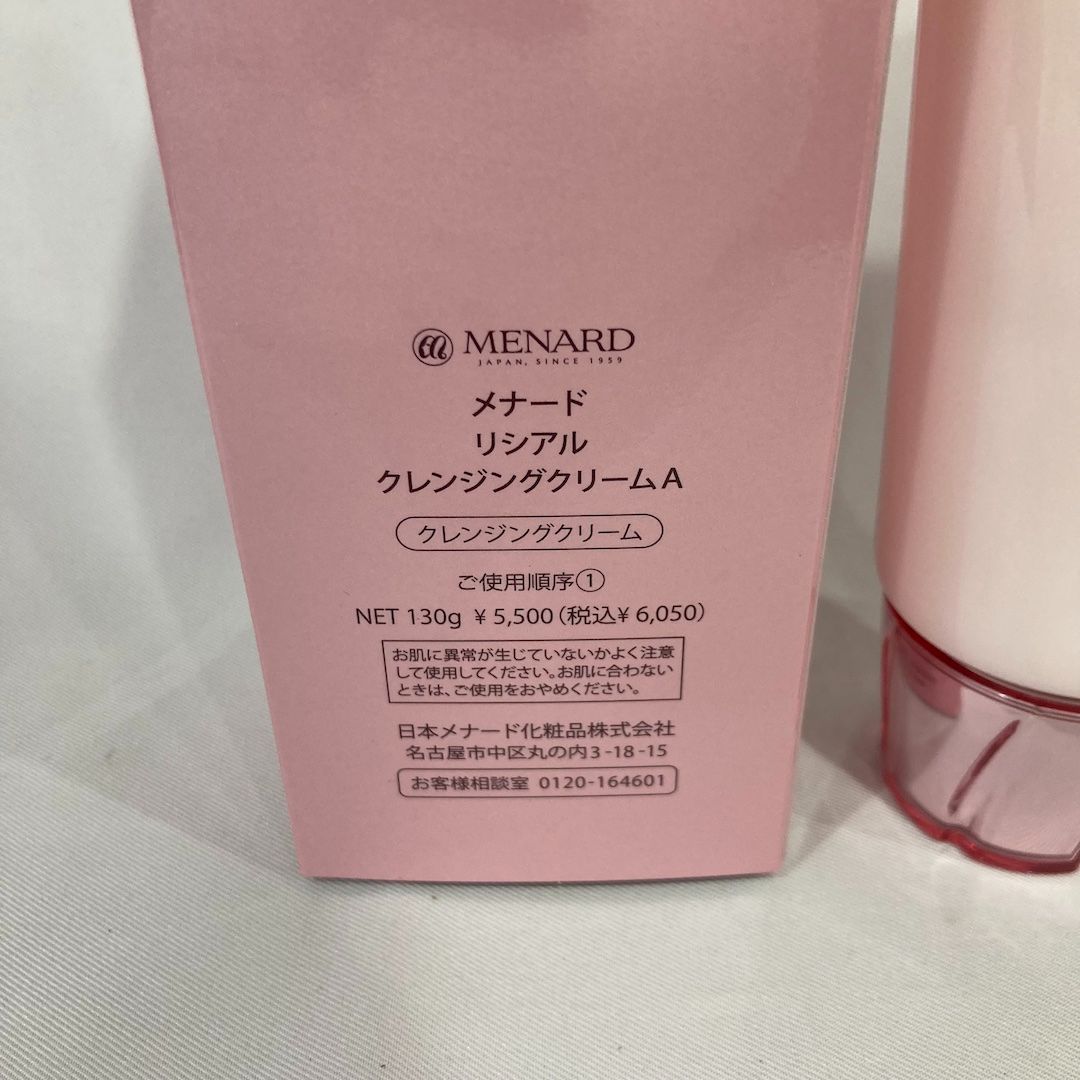 MENARD
JAPAN, SINCE 1959
メナード
リシアル
クレンジングクリームA
クレンジングクリーム
ご使用順序①
NET 130g ¥5,500(税込¥6,050)
お肌に異常が生じていないかよく注意
して使用してください。お肌に合わない
ときは、ご使用をおやめください。
日本メナード化粧品株式会社
名古屋市中区丸の内3-18-15
お客様相談室 0120-164601